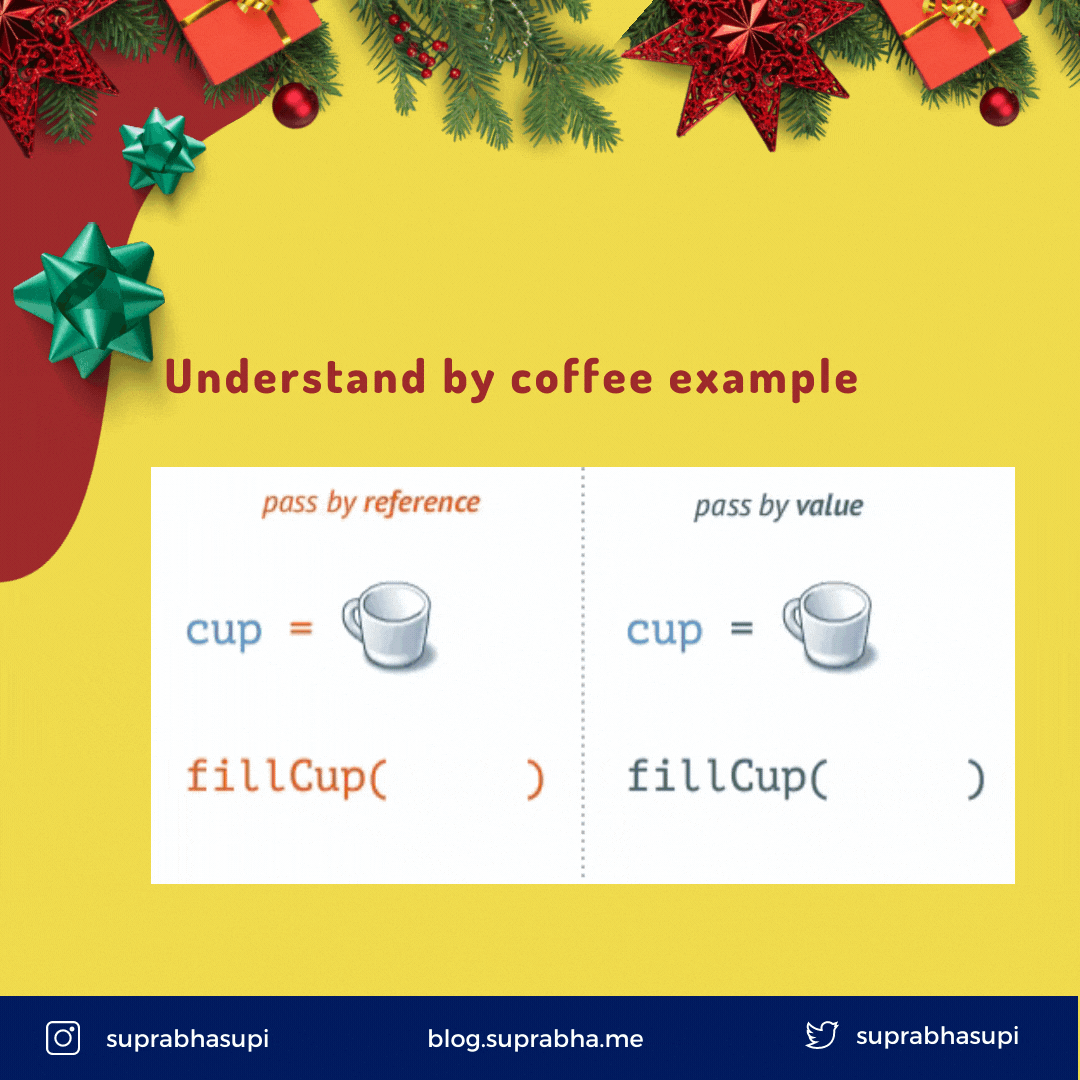 Understand by coffee example
pass by reference
cup =
fillCup( )
pass by value
cup =
fillCup( )
suprabhasupi
blog.suprabha.me
suprabhasupi